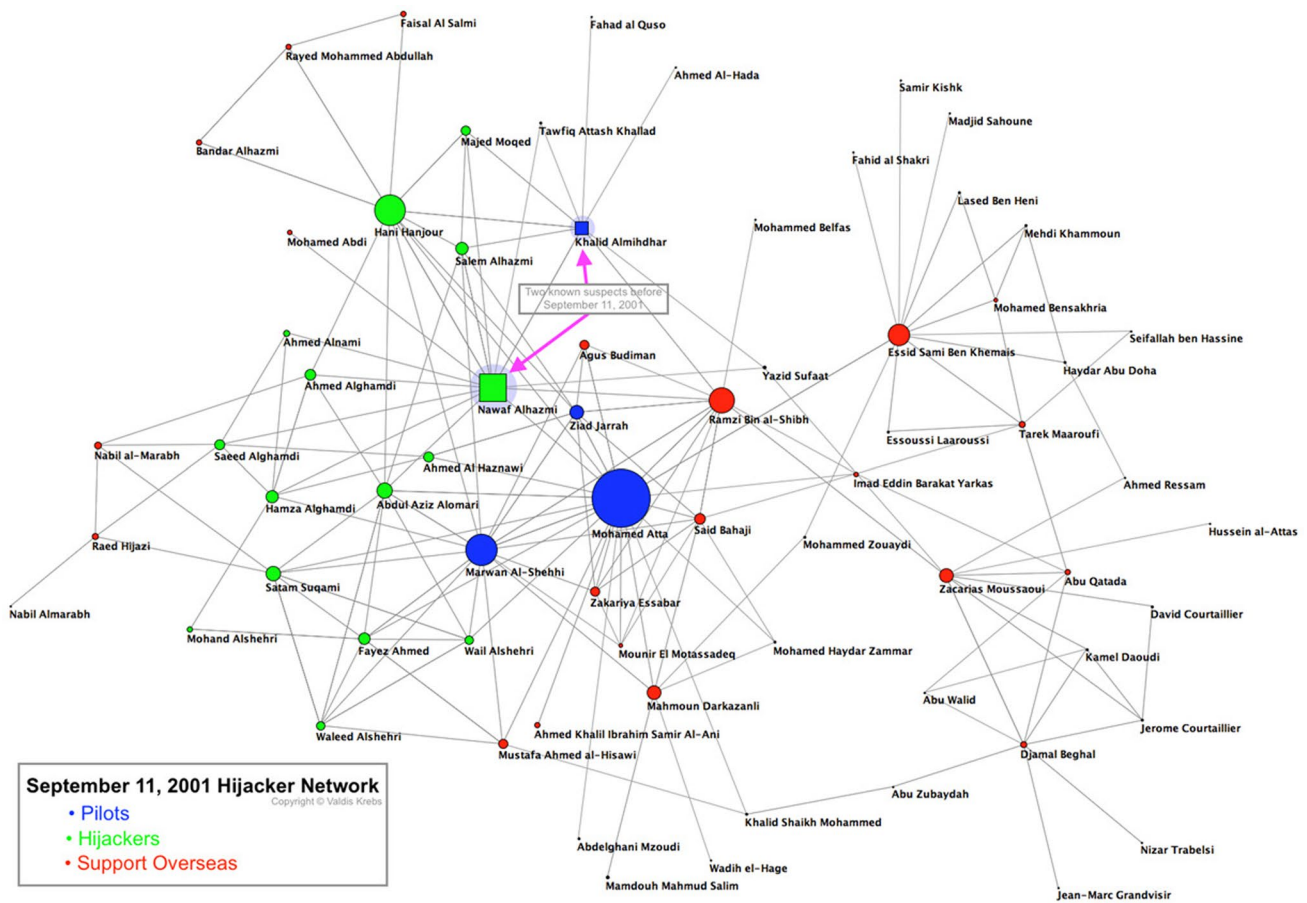 Faisal Al Salmi
Fahad al Quso
Rayed Mohammed Abdullah
Ahmed Al-Hada
Samir Kishk
Madjid Sahoune
Tawfiq Attash Khallad
Majed Moqed
Bandar Alhazmi
Fahid al Shakri
Lased Ben Heni
Mohammed Belfas
Hani Hanjour
Mehdi Khammoun
Mohamed Abdi
Khalid Almihdhar
Salem Alhazmi
Two known suspects before
September 11, 2001
Mohamed Bensakhria
Seifallah ben Hassine
Ahmed Alnami
Agus Budiman
Essid Sami Ben Khemais
Haydar Abu Doha
Yazid Sufaat
Ahmed Alghamdi
Nawaf Alhazmi
Ramzi Bin al-Shibh
Ziad Jarrah
Essoussi Laaroussi
Tarek Maaroufi
Nabil al-Marabh
Saeed Alghamdi
Ahmed Al Haznawi
Imad Eddin Barakat Yarkas
Ahmed Ressam
Hamza Alghamdi
Abdul Aziz Alomari
Mohamed Atta
Said Bahaji
Hussein al-Attas
Raed Hijazi
Mohammed Zouaydi
Marwan Al-Shehhi
Abu Qatada
Satam Suqami
Zacarias Moussaoui
Zakariya Essabar
Nabil Almarabh
David Courtaillier
Mohand Alshehri
Fayez Ahmed
Wail Alshehri
Mounir El Motassadeq
Mohamed Haydar Zammar
Kamel Daoudi
Abu Walid
Mahmoun Darkazanli
Jerome Courtaillier
Waleed Alshehri
Ahmed Khalil Ibrahim Samir Al-Ani
Mustafa Ahmed al-Hisawi
Djamal Beghal
Abu Zubaydah
Khalid Shaikh Mohammed
Abdelghani Mzoudi
Nizar Trabelsi
Wadih el-Hage
Mamdouh Mahmud Salim
Jean-Marc Grandvisir
September 11, 2001 Hijacker Network
Copyright © Valdis Krebs
• Pilots
• Hijackers
• Support Overseas